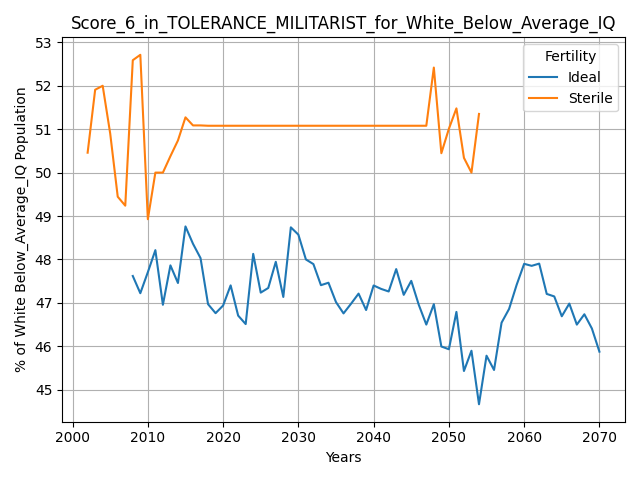 Score_6_in_TOLERANCE_MILITARIST_for_White_Below_Average_IQ
% of White Below_Average_IQ Population
53
52
51
50
49
48
47
46
45
Fertility
Ideal
Sterile
2000 2010 2020 2030 2040 2050 2060 2070
Years